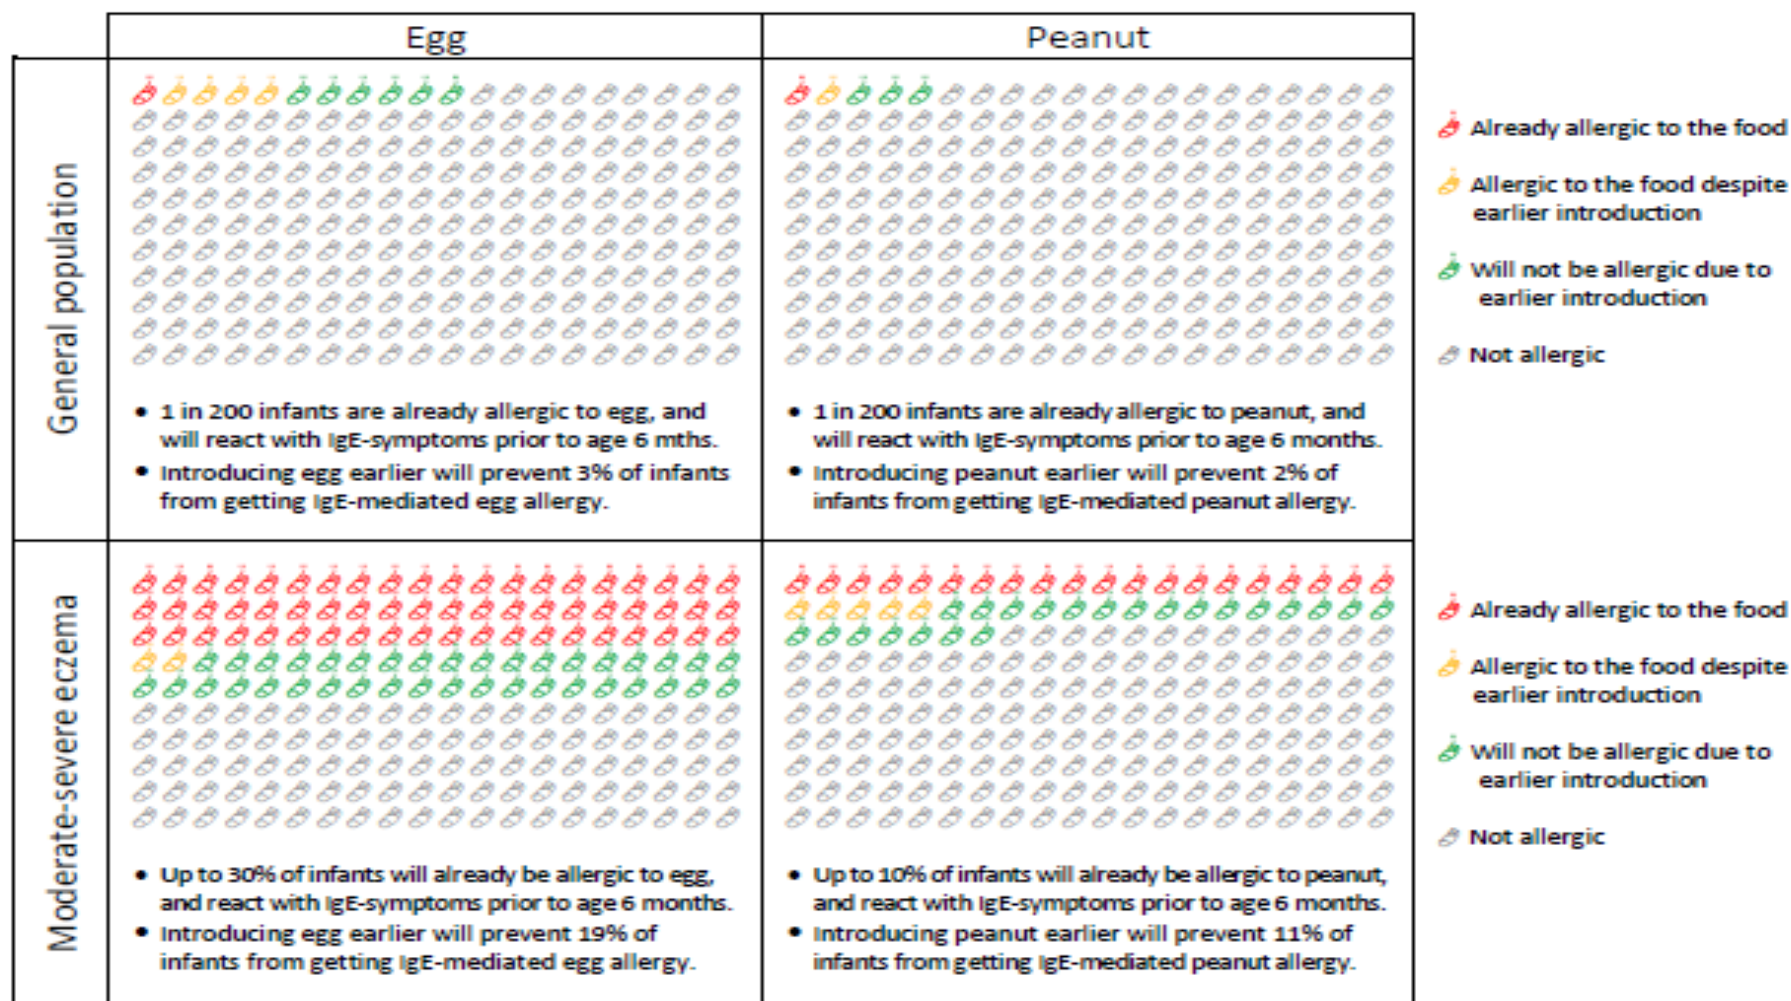 Egg
Peanut
General population
• 1 in 200 infants are already allergic to egg, and
will react with IgE-symptoms prior to age 6 mths.
• Introducing egg earlier will prevent 3% of infants
from getting IgE-mediated egg allergy.
• 1 in 200 infants are already allergic to peanut, and
will react with IgE-symptoms prior to age 6 months.
• Introducing peanut earlier will prevent 2% of
infants from getting IgE-mediated peanut allergy.
Already allergic to the food
Allergic to the food despite
earlier introduction
Will not be allergic due to
earlier introduction
Not allergic
Moderate-severe eczema
• Up to 30% of infants will already be allergic to egg,
and react with IgE-symptoms prior to age 6 months.
• Introducing egg earlier will prevent 19% of
infants from getting IgE-mediated egg allergy.
• Up to 10% of infants will already be allergic to peanut,
and react with IgE-symptoms prior to age 6 months.
• Introducing peanut earlier will prevent 11% of
infants from getting IgE-mediated peanut allergy.
Already allergic to the food
Allergic to the food despite
earlier introduction
Will not be allergic due to
earlier introduction
Not allergic